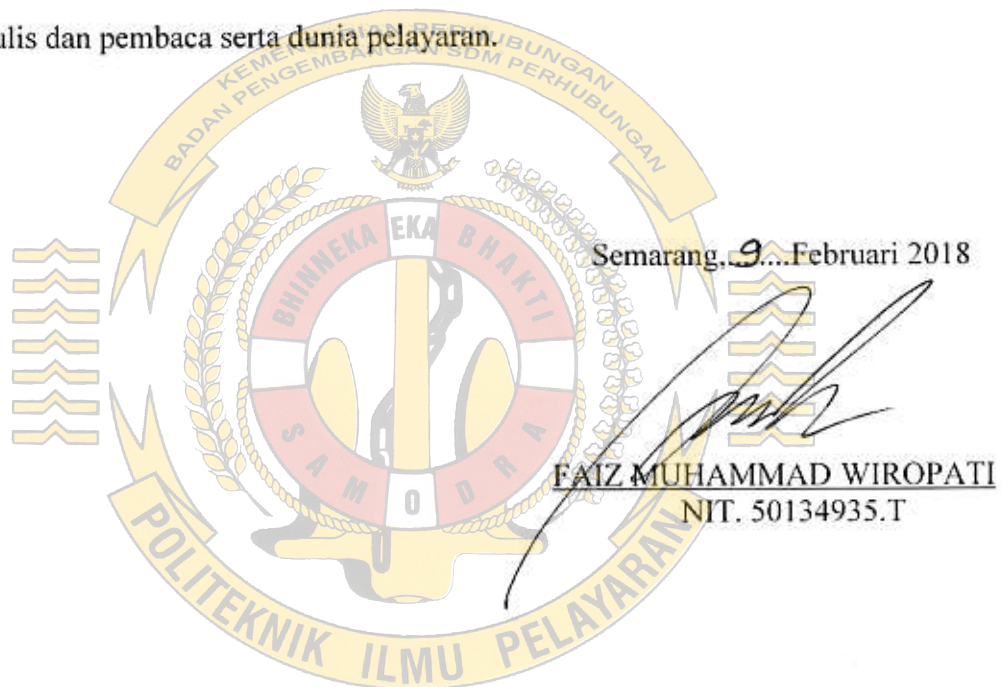 ulis dan pembaca serta dunia pelayaran.
KEMENTERIAN PERHUBUNGAN
BADAN PENGEMBANGAN SDM PERHUBUNGAN
BHINNEKA EKA BHAKTI
SAMODRA
Semarang,..9....Februari 2018
FAIZ MUHAMMAD WIROPATI
NIT. 50134935.T
POLITEKNIK ILMU PELAYARAN